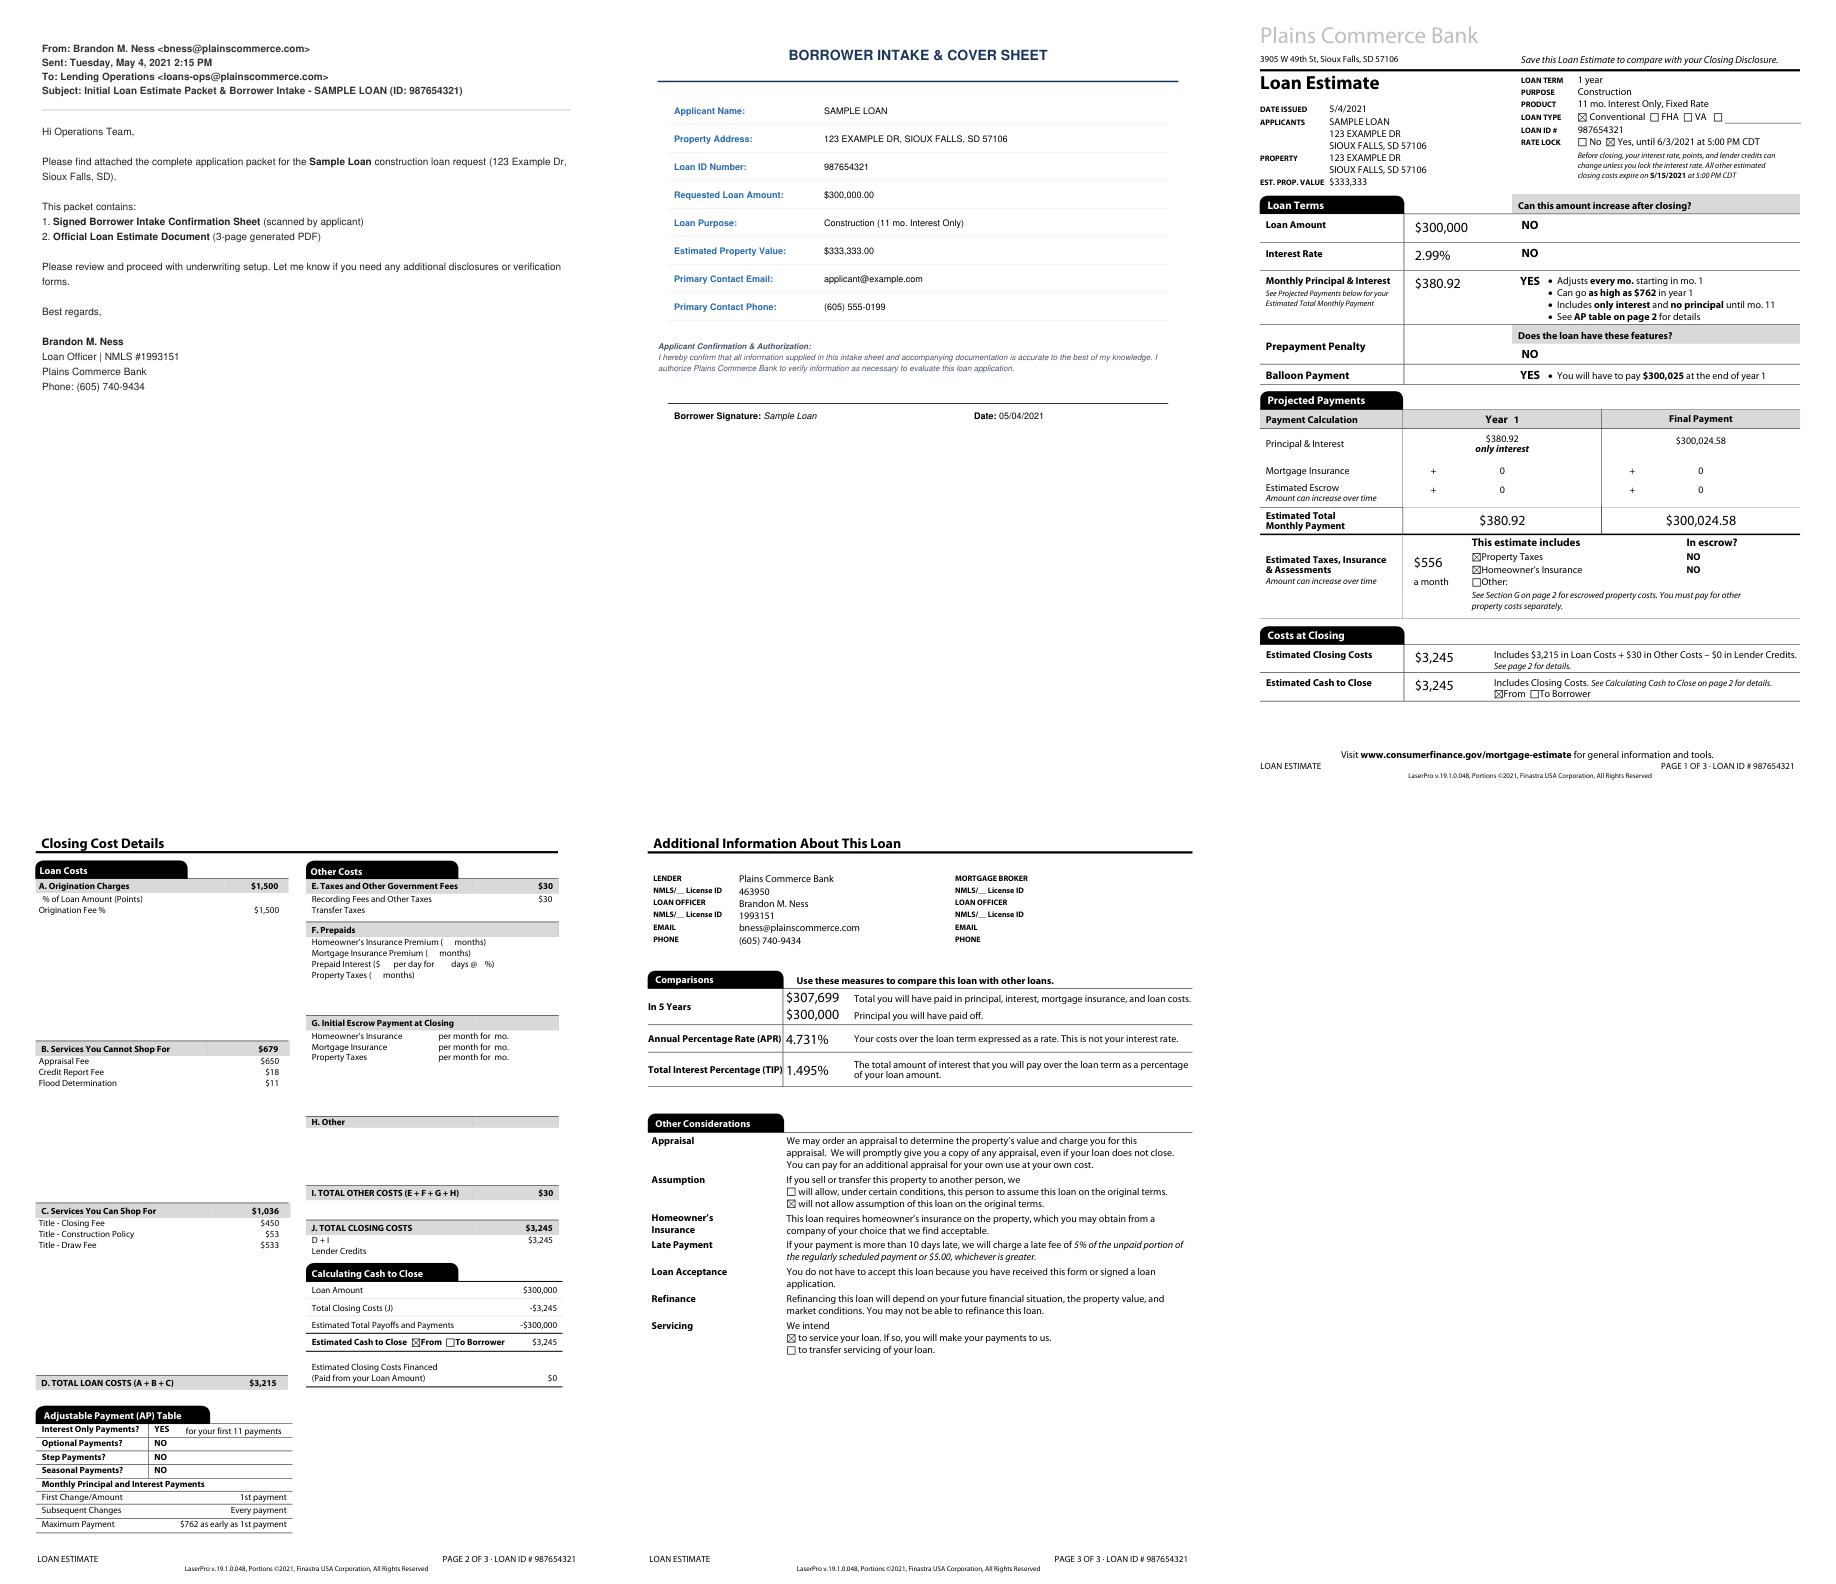 From: Brandon M. Ness <bness@plainscommerce.com>
Sent: Tuesday, May 4, 2021 2:15 PM
To: Lending Operations <loans-ops@plainscommerce.com>
Subject: Initial Loan Estimate Packet & Borrower Intake - SAMPLE LOAN (ID: 987654321)
Hi Operations Team,
Please find attached the complete application packet for the Sample Loan construction loan request (123 Example Dr,
Sioux Falls, SD).
This packet contains:
1. Signed Borrower Intake Confirmation Sheet (scanned by applicant)
2. Official Loan Estimate Document (3-page generated PDF)
Please review and proceed with underwriting setup. Let me know if you need any additional disclosures or verification
forms.
Best regards,
Brandon M. Ness
Loan Officer | NMLS #1993151
Plains Commerce Bank
Phone: (605) 740-9434
BORROWER INTAKE & COVER SHEET
Applicant Name: SAMPLE LOAN
Property Address: 123 EXAMPLE DR, SIOUX FALLS, SD 57106
Loan ID Number: 987654321
Requested Loan Amount: $300,000.00
Loan Purpose: Construction (11 mo. Interest Only)
Estimated Property Value: $333,333.00
Primary Contact Email: applicant@example.com
Primary Contact Phone: (605) 555-0199
Applicant Confirmation & Authorization:
I hereby confirm that all information supplied in this intake sheet and accompanying documentation is accurate to the best of my knowledge. I
authorize Plains Commerce Bank to verify information as necessary to evaluate this loan application.
Borrower Signature: Sample Loan Date: 05/04/2021
Plains Commerce Bank
3905 W 49th St, Sioux Falls, SD 57106 Save this Loan Estimate to compare with your Closing Disclosure.
Loan Estimate
DATE ISSUED 5/4/2021
APPLICANTS SAMPLE LOAN
123 EXAMPLE DR
SIOUX FALLS, SD 57106
PROPERTY 123 EXAMPLE DR
SIOUX FALLS, SD 57106
EST. PROP. VALUE $333,333
LOAN TERM 1 year
PURPOSE Construction
PRODUCT 11 mo. Interest Only, Fixed Rate
LOAN TYPE ☒ Conventional ☐ FHA ☐ VA ☐
LOAN ID # 987654321
RATE LOCK ☐ No ☒ Yes, until 6/3/2021 at 5:00 PM CDT
Before closing, your interest rate, points, and lender credits can
change unless you lock the interest rate. All other estimated
closing costs expire on 5/15/2021 at 5:00 PM CDT
Loan Terms Can this amount increase after closing?
Loan Amount $300,000 NO
Interest Rate 2.99% NO
Monthly Principal & Interest $380.92 YES • Adjusts every mo. starting in mo. 1
See Projected Payments below for your • Can go as high as $762 in year 1
Estimated Total Monthly Payment • Includes only interest and no principal until mo. 11
• See AP table on page 2 for details
Does the loan have these features?
Prepayment Penalty NO
Balloon Payment YES • You will have to pay $300,025 at the end of year 1
Projected Payments
Payment Calculation Year 1 Final Payment
Principal & Interest $380.92 $300,024.58
only interest
Mortgage Insurance + 0 + 0
Estimated Escrow + 0 + 0
Amount can increase over time
Estimated Total
Monthly Payment $380.92 $300,024.58
This estimate includes In escrow?
Estimated Taxes, Insurance
& Assessments
Amount can increase over time
$556
a month
☒Property Taxes NO
☒Homeowner's Insurance NO
☐Other:
See Section G on page 2 for escrowed property costs. You must pay for other
property costs separately.
Costs at Closing
Estimated Closing Costs $3,245 Includes $3,215 in Loan Costs + $30 in Other Costs – $0 in Lender Credits.
See page 2 for details.
Estimated Cash to Close $3,245 Includes Closing Costs. See Calculating Cash to Close on page 2 for details.
☒From ☐To Borrower
Visit www.consumerfinance.gov/mortgage-estimate for general information and tools.
LOAN ESTIMATE PAGE 1 OF 3 · LOAN ID # 987654321
LaserPro v.19.1.0.048, Portions ©2021, Finastra USA Corporation, All Rights Reserved
Closing Cost Details
Loan Costs
A. Origination Charges $1,500
% of Loan Amount (Points)
Origination Fee % $1,500
B. Services You Cannot Shop For $679
Appraisal Fee $650
Credit Report Fee $18
Flood Determination $11
C. Services You Can Shop For $1,036
Title - Closing Fee $450
Title - Construction Policy $53
Title - Draw Fee $533
D. TOTAL LOAN COSTS (A + B + C) $3,215
Adjustable Payment (AP) Table
Interest Only Payments? YES for your first 11 payments
Optional Payments? NO
Step Payments? NO
Seasonal Payments? NO
Monthly Principal and Interest Payments
First Change/Amount 1st payment
Subsequent Changes Every payment
Maximum Payment $762 as early as 1st payment
Other Costs
E. Taxes and Other Government Fees $30
Recording Fees and Other Taxes $30
Transfer Taxes
F. Prepaids
Homeowner's Insurance Premium ( months)
Mortgage Insurance Premium ( months)
Prepaid Interest ($ per day for days @ %)
Property Taxes ( months)
G. Initial Escrow Payment at Closing
Homeowner's Insurance per month for mo.
Mortgage Insurance per month for mo.
Property Taxes per month for mo.
H. Other
I. TOTAL OTHER COSTS (E + F + G + H) $30
J. TOTAL CLOSING COSTS $3,245
D + I $3,245
Lender Credits
Calculating Cash to Close
Loan Amount $300,000
Total Closing Costs (J) -$3,245
Estimated Total Payoffs and Payments -$300,000
Estimated Cash to Close ☒From ☐To Borrower $3,245
Estimated Closing Costs Financed
(Paid from your Loan Amount) $0
LOAN ESTIMATE PAGE 2 OF 3 · LOAN ID # 987654321
LaserPro v.19.1.0.048, Portions ©2021, Finastra USA Corporation, All Rights Reserved
Additional Information About This Loan
LENDER Plains Commerce Bank
NMLS/__ License ID 463950
LOAN OFFICER Brandon M. Ness
NMLS/__ License ID 1993151
EMAIL bness@plainscommerce.com
PHONE (605) 740-9434
MORTGAGE BROKER
NMLS/__ License ID
LOAN OFFICER
NMLS/__ License ID
EMAIL
PHONE
Comparisons Use these measures to compare this loan with other loans.
In 5 Years $307,699 Total you will have paid in principal, interest, mortgage insurance, and loan costs.
$300,000 Principal you will have paid off.
Annual Percentage Rate (APR) 4.731% Your costs over the loan term expressed as a rate. This is not your interest rate.
Total Interest Percentage (TIP) 1.495% The total amount of interest that you will pay over the loan term as a percentage
of your loan amount.
Other Considerations
Appraisal We may order an appraisal to determine the property's value and charge you for this
appraisal. We will promptly give you a copy of any appraisal, even if your loan does not close.
You can pay for an additional appraisal for your own use at your own cost.
Assumption If you sell or transfer this property to another person, we
☐ will allow, under certain conditions, this person to assume this loan on the original terms.
☒ will not allow assumption of this loan on the original terms.
Homeowner's This loan requires homeowner's insurance on the property, which you may obtain from a
Insurance company of your choice that we find acceptable.
Late Payment If your payment is more than 10 days late, we will charge a late fee of 5% of the unpaid portion of
the regularly scheduled payment or $5.00, whichever is greater.
Loan Acceptance You do not have to accept this loan because you have received this form or signed a loan
application.
Refinance Refinancing this loan will depend on your future financial situation, the property value, and
market conditions. You may not be able to refinance this loan.
Servicing We intend
☒ to service your loan. If so, you will make your payments to us.
☐ to transfer servicing of your loan.
LOAN ESTIMATE PAGE 3 OF 3 · LOAN ID # 987654321
LaserPro v.19.1.0.048, Portions ©2021, Finastra USA Corporation, All Rights Reserved